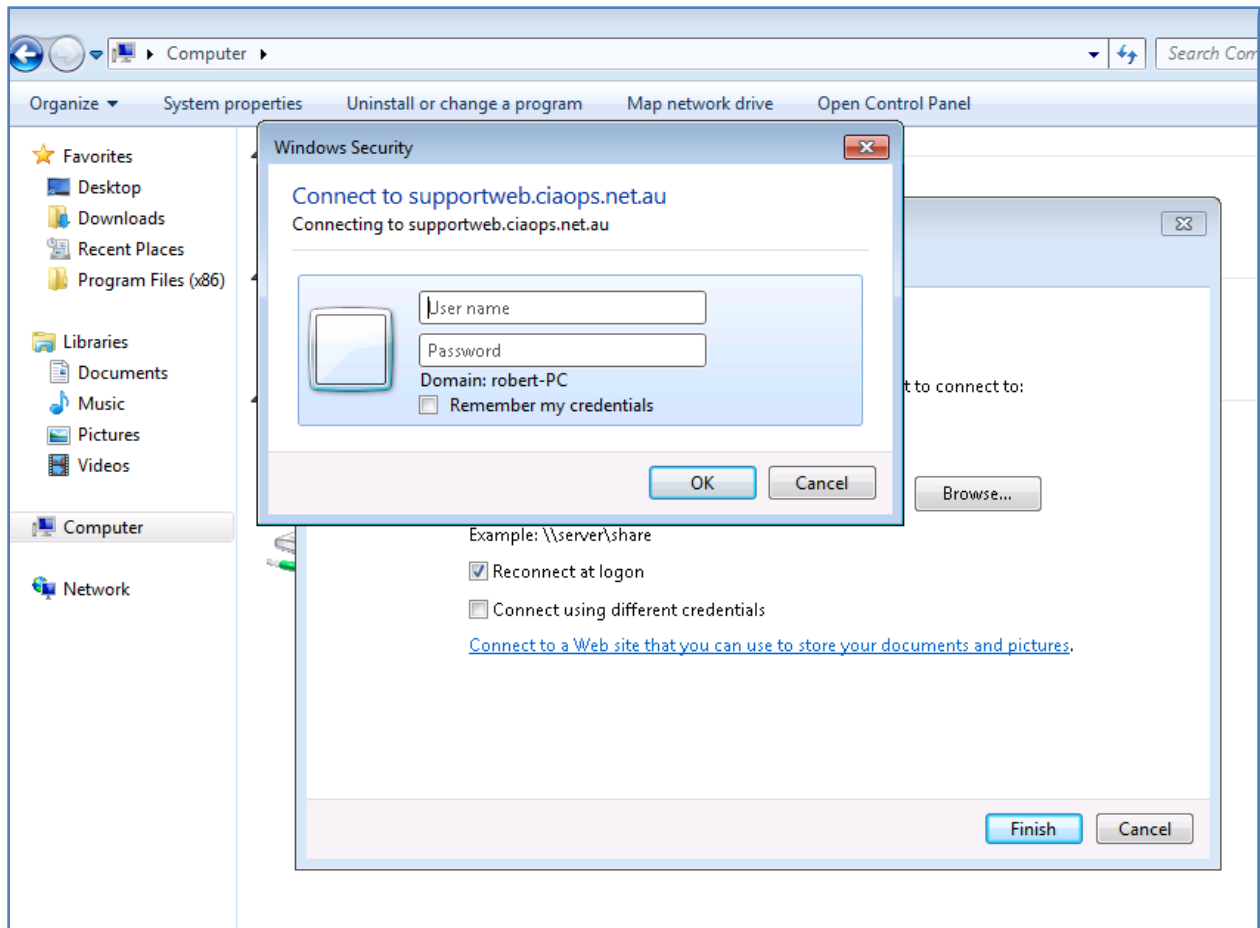 Computer
Search Com
Organize
System properties
Uninstall or change a program
Map network drive
Open Control Panel
Favorites
Desktop
Downloads
Recent Places
Program Files (x86)
Libraries
Documents
Music
Pictures
Videos
Computer
Network
Windows Security
Connect to supportweb.ciaops.net.au
Connecting to supportweb.ciaops.net.au
User name
Password
Domain: robert-PC
Remember my credentials
OK
Cancel
t to connect to:
Browse...
Example: \\server\share
Reconnect at logon
Connect using different credentials
Connect to a Web site that you can use to store your documents and pictures.
Finish
Cancel